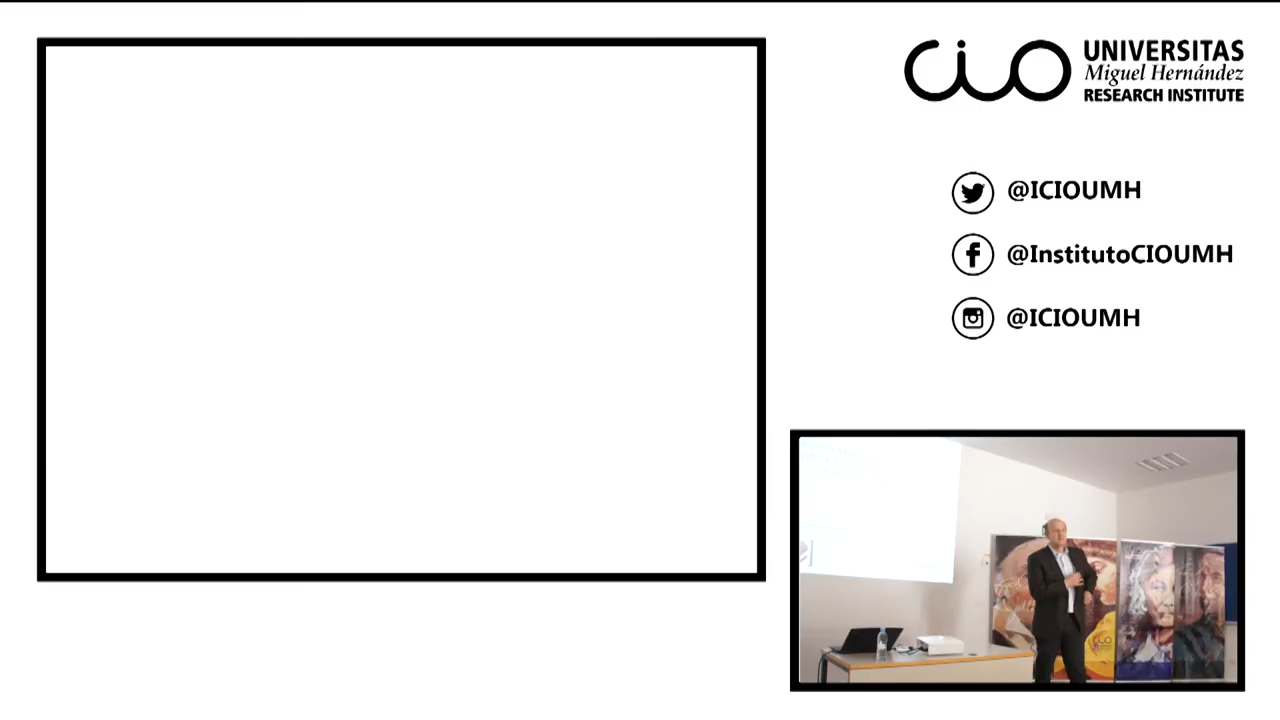 cio
UNIVERSITAS
Miguel Hernández
RESEARCH INSTITUTE
@ICIOUMH
@InstitutoCIOUMH
@ICIOUMH